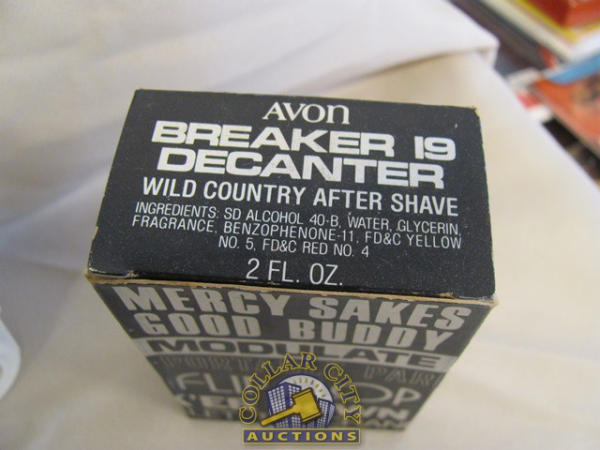 AVON
BREAKER 19
DECANTER
WILD COUNTRY AFTER SHAVE
INGREDIENTS: SD ALCOHOL 40-B, WATER, GLYCERIN,
FRAGRANCE, BENZOPHENONE-11, FD&C YELLOW
NO. 5, FD&C RED NO. 4
2 FL. OZ.
MERCY SAKES
GOOD BUDDY
MODULATE
COLLAR CITY
AUCTIONS